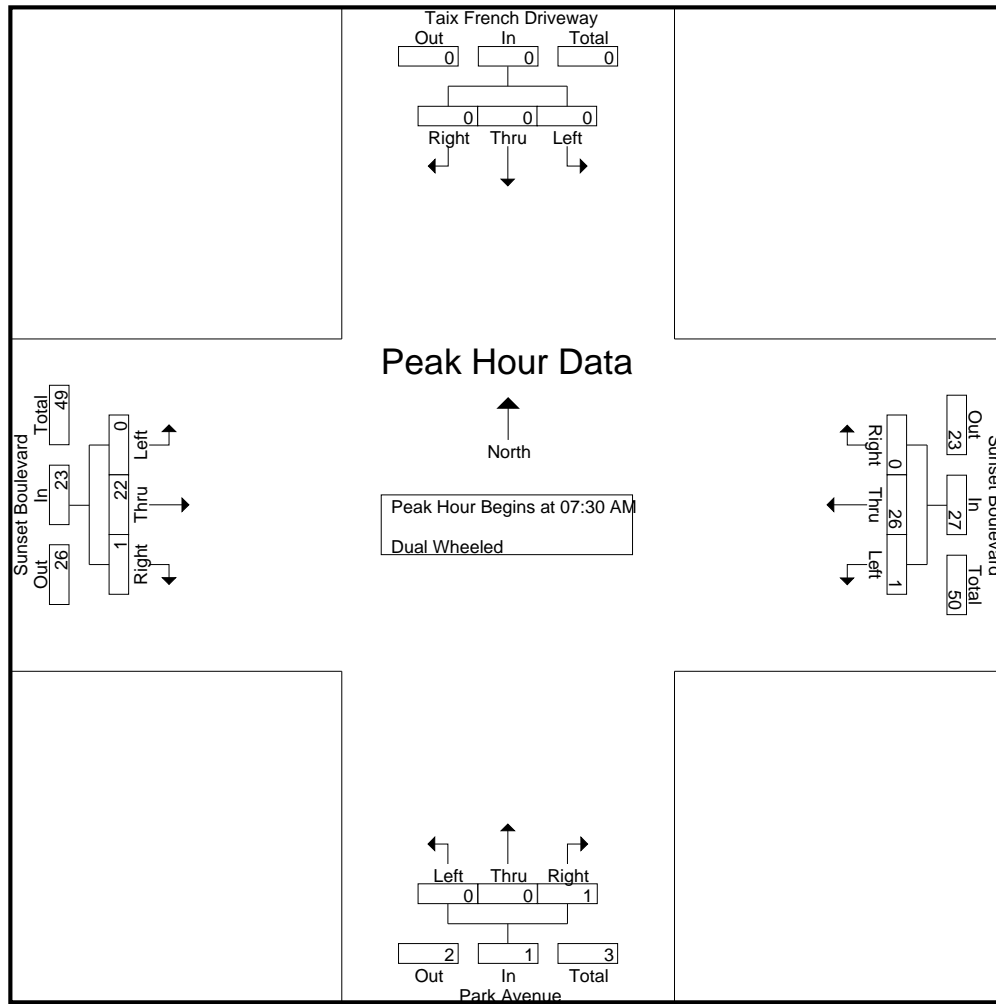 Taix French Driveway
Out In Total
0 0 0
0 0 0
Right Thru Left
Peak Hour Data
North
Peak Hour Begins at 07:30 AM
Dual Wheeled
Sunset Boulevard
Total In Out
49 23 26
0 22 1
Left Thru Right
Sunset Boulevard
Out In Total
23 27 50
0 26 1
Right Thru Left
Left Thru Right
0 0 1
2 1 3
Out In Total
Park Avenue